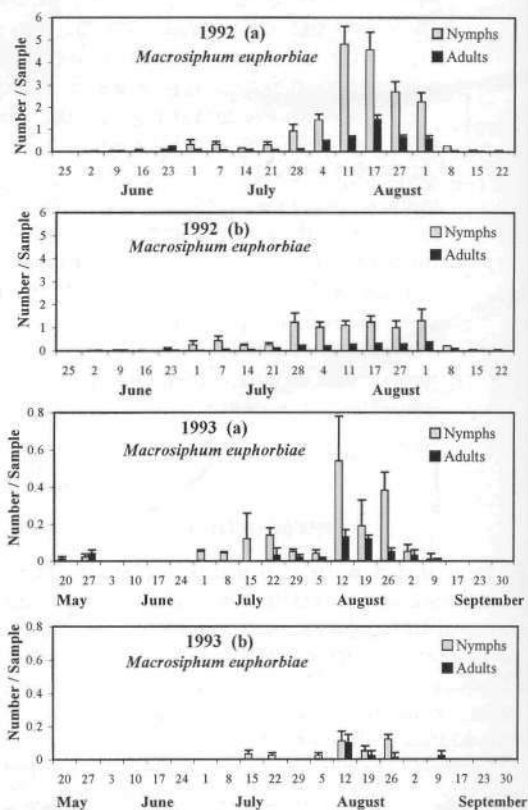 1992 (a)
Macrosiphum euphorbiae
Nymphs
Adults
Number / Sample
6
5
4
3
2
1
0
25 2 9 16 23 1 7 14 21 28 4 11 17 27 1 8 15 22
June July August
1992 (b)
Macrosiphum euphorbiae
Nymphs
Adults
Number / Sample
6
5
4
3
2
1
0
25 2 9 16 23 1 7 14 21 28 4 11 17 27 1 8 15 22
June July August
1993 (a)
Macrosiphum euphorbiae
Nymphs
Adults
Number / Sample
0.8
0.6
0.4
0.2
0
20 27 3 10 17 24 1 8 15 22 29 5 12 19 26 2 9 17 23 30
May June July August September
1993 (b)
Macrosiphum euphorbiae
Nymphs
Adults
Number / Sample
0.8
0.6
0.4
0.2
0
20 27 3 10 17 24 1 8 15 22 29 5 12 19 26 2 9 17 23 30
May June July August September